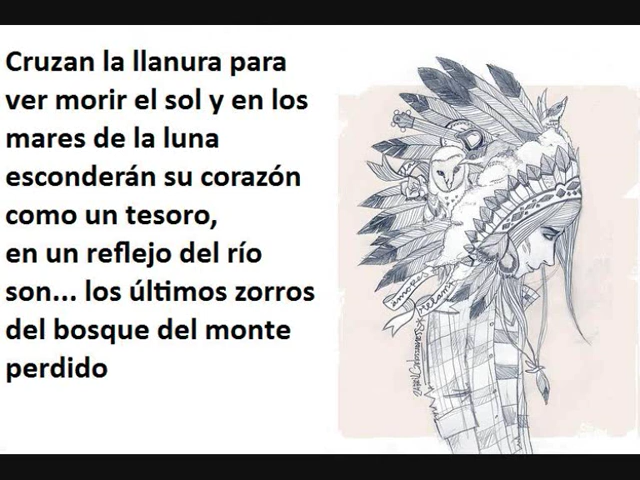 Cruzan la llanura para
ver morir el sol y en los
mares de la luna
esconderán su corazón
como un tesoro,
en un reflejo del río
son... los últimos zorros
del bosque del monte
perdido